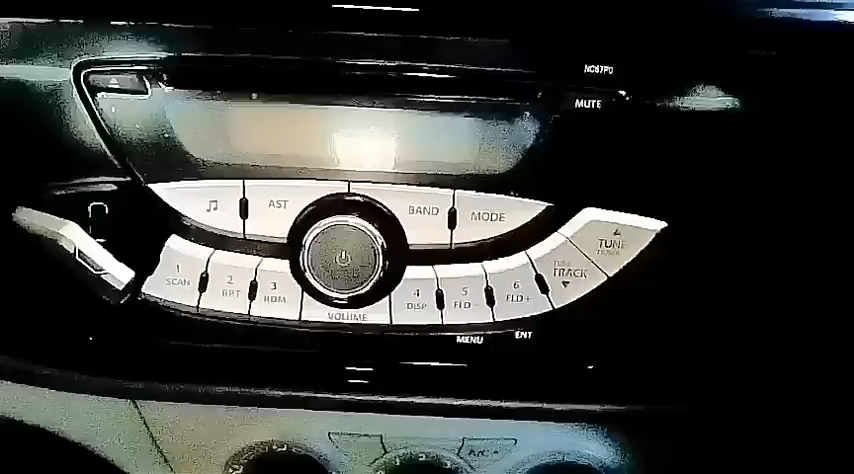 NC67P0
MUTE
AST
BAND
MODE
TUNE
TRACK
1
SCAN
2
RPT
3
RDM
VOLUME
4
DISP
5
FLD -
6
FLD +
MENU
ENT
A/C